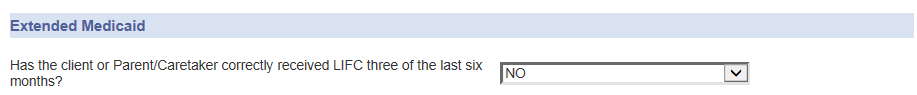 Extended Medicaid
Has the client or Parent/Caretaker correctly received LIFC three of the last six
months?
NO